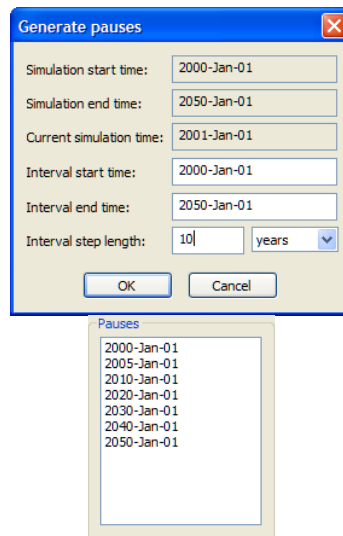 Generate pauses
Simulation start time: 2000-Jan-01
Simulation end time: 2050-Jan-01
Current simulation time: 2001-Jan-01
Interval start time: 2000-Jan-01
Interval end time: 2050-Jan-01
Interval step length: 10 years
OK Cancel
Pauses
2000-Jan-01
2005-Jan-01
2010-Jan-01
2020-Jan-01
2030-Jan-01
2040-Jan-01
2050-Jan-01